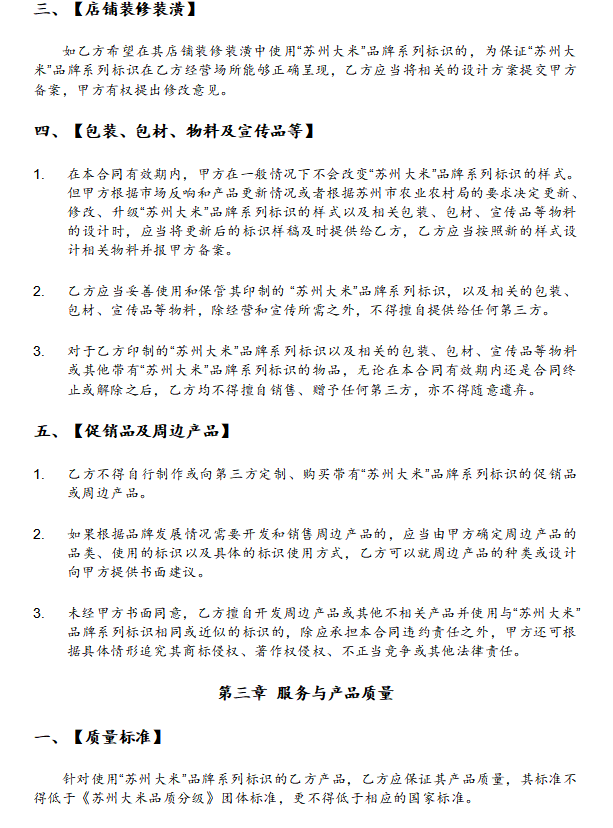 三、【店铺装修装潢】
如乙方希望在其店铺装修装潢中使用“苏州大米”品牌系列标识的，为保证“苏州大
米”品牌系列标识在乙方经营场所能够正确呈现，乙方应当将相关的设计方案提交甲方
备案，甲方有权提出修改意见。
四、【包装、包材、物料及宣传品等】
1. 在本合同有效期内，甲方在一般情况下不会改变“苏州大米”品牌系列标识的样式。
但甲方根据市场反响和产品更新情况或者根据苏州市农业农村局的要求决定更新、
修改、升级“苏州大米”品牌系列标识的样式以及相关包装、包材、宣传品等物料
的设计时，应当将更新后的标识样稿及时提供给乙方，乙方应当按照新的样式设
计相关物料并报甲方备案。
2. 乙方应当妥善使用和保管其印制的 “苏州大米”品牌系列标识，以及相关的包装、
包材、宣传品等物料，除经营和宣传所需之外，不得擅自提供给任何第三方。
3. 对于乙方印制的“苏州大米”品牌系列标识以及相关的包装、包材、宣传品等物料
或其他带有“苏州大米”品牌系列标识的物品，无论在本合同有效期内还是合同终
止或解除之后，乙方均不得擅自销售、赠予任何第三方，亦不得随意遗弃。
五、【促销品及周边产品】
1. 乙方不得自行制作或向第三方定制、购买带有“苏州大米”品牌系列标识的促销品
或周边产品。
2. 如果根据品牌发展情况需要开发和销售周边产品的，应当由甲方确定周边产品的
品类、使用的标识以及具体的标识使用方式，乙方可以就周边产品的种类或设计
向甲方提供书面建议。
3. 未经甲方书面同意，乙方擅自开发周边产品或其他不相关产品并使用与“苏州大米”
品牌系列标识相同或近似的标识的，除应承担本合同违约责任之外，甲方还可根
据具体情形追究其商标侵权、著作权侵权、不正当竞争或其他法律责任。
第三章 服务与产品质量
一、【质量标准】
针对使用“苏州大米”品牌系列标识的乙方产品，乙方应保证其产品质量，其标准不
得低于《苏州大米品质分级》团体标准，更不得低于相应的国家标准。